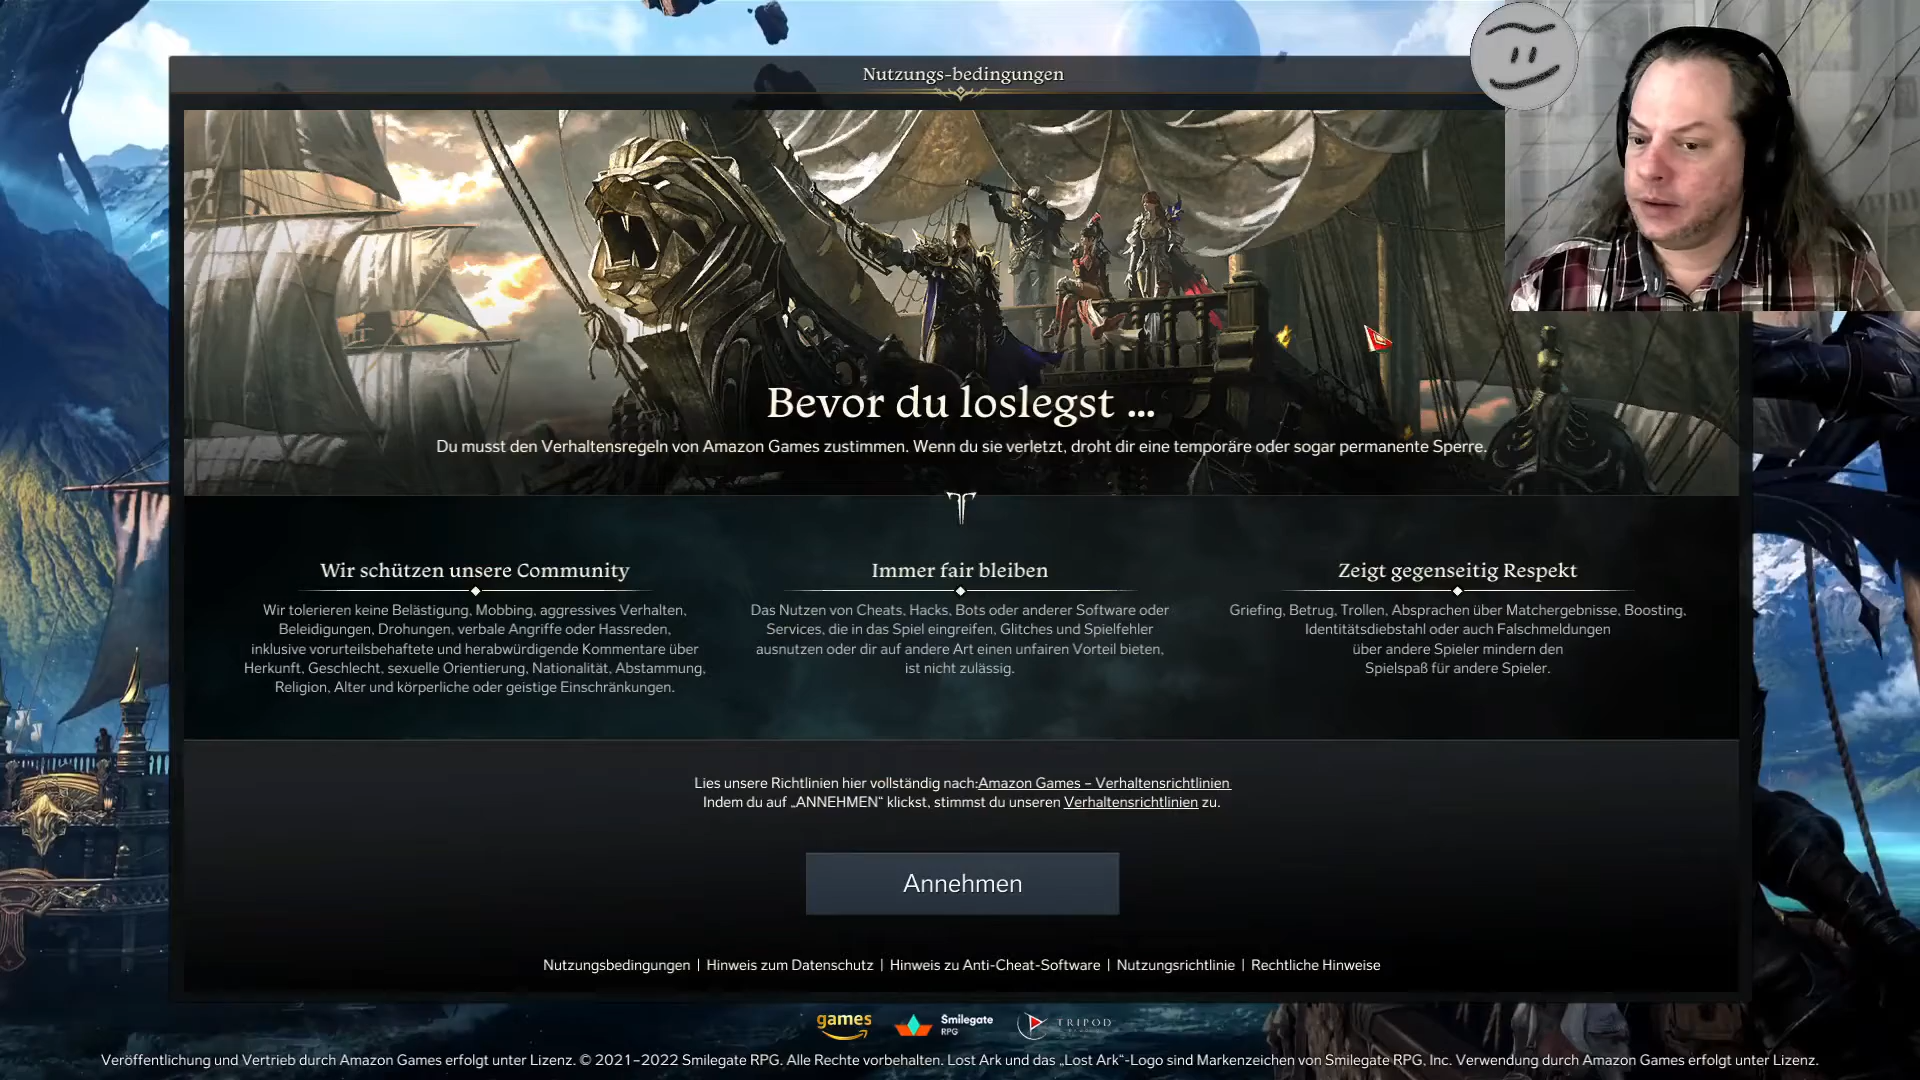 Nutzungs-bedingungen
Bevor du loslegst ...
Du musst den Verhaltensregeln von Amazon Games zustimmen. Wenn du sie verletzt, droht dir eine temporäre oder sogar permanente Sperre.
Wir schützen unsere Community
Wir tolerieren keine Belästigung, Mobbing, aggressives Verhalten,
Beleidigungen, Drohungen, verbale Angriffe oder Hassreden,
inklusive vorurteilsbehaftete und herabwürdigende Kommentare über
Herkunft, Geschlecht, sexuelle Orientierung, Nationalität, Abstammung,
Religion, Alter und körperliche oder geistige Einschränkungen.
Immer fair bleiben
Das Nutzen von Cheats, Hacks, Bots oder anderer Software oder
Services, die in das Spiel eingreifen, Glitches und Spielfehler
ausnutzen oder dir auf andere Art einen unfairen Vorteil bieten,
ist nicht zulässig.
Zeigt gegenseitig Respekt
Griefing, Betrug, Trollen, Absprachen über Matchergebnisse, Boosting,
Identitätsdiebstahl oder auch Falschmeldungen
über andere Spieler mindern den
Spielspaß für andere Spieler.
Lies unsere Richtlinien hier vollständig nach:Amazon Games – Verhaltensrichtlinien
Indem du auf „ANNEHMEN“ klickst, stimmst du unseren Verhaltensrichtlinien zu.
Annehmen
Nutzungsbedingungen | Hinweis zum Datenschutz | Hinweis zu Anti-Cheat-Software | Nutzungsrichtlinie | Rechtliche Hinweise
games Smilegate RPG TRIPOD
Veröffentlichung und Vertrieb durch Amazon Games erfolgt unter Lizenz. © 2021–2022 Smilegate RPG. Alle Rechte vorbehalten. Lost Ark und das „Lost Ark“-Logo sind Markenzeichen von Smilegate RPG, Inc. Verwendung durch Amazon Games erfolgt unter Lizenz.